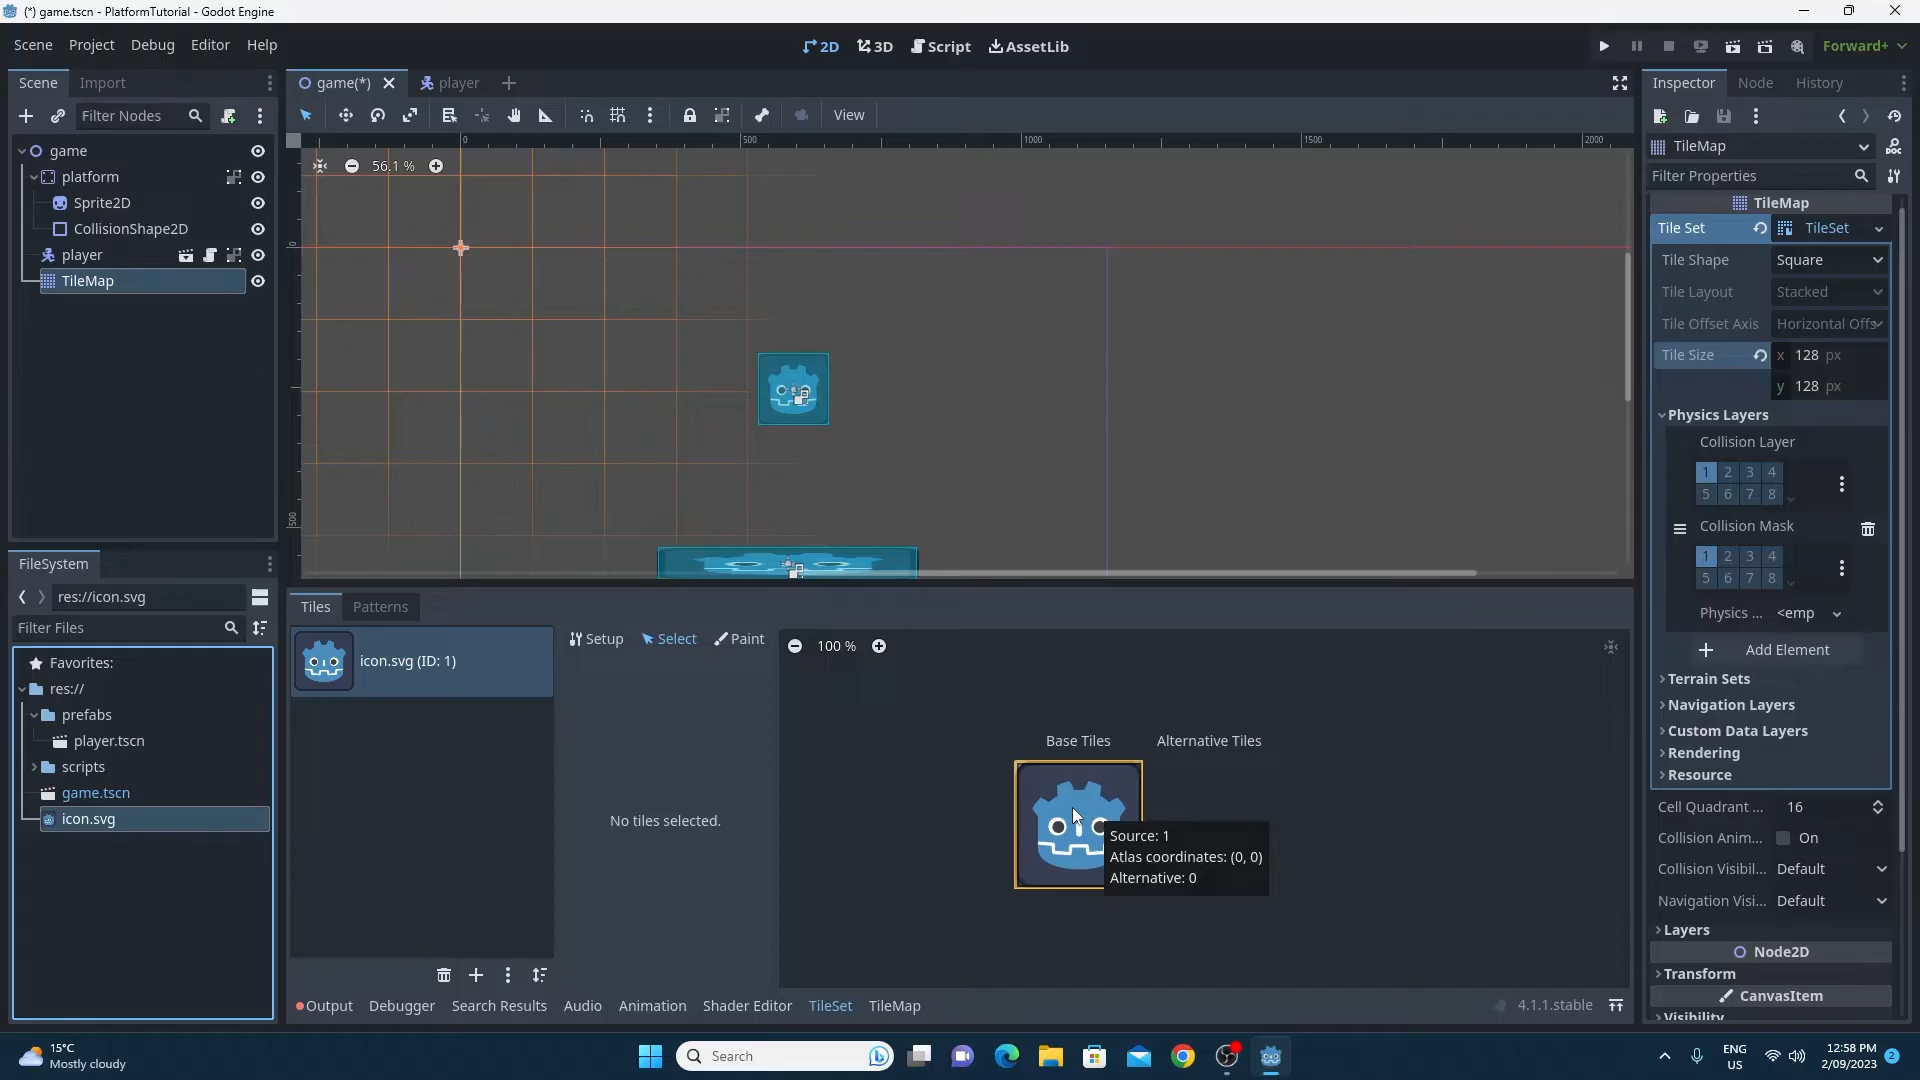 (*) game.tscn - PlatformTutorial - Godot Engine
Scene Project Debug Editor Help
2D 3D Script AssetLib
Forward+
Scene Import
game(*) player
Inspector Node History
Filter Nodes
View
TileMap
Filter Properties
0 500 1000 1500 2000
56.1 %
0
500
game
platform
Sprite2D
CollisionShape2D
player
TileMap
TileMap
Tile Set TileSet
Tile Shape Square
Tile Layout Stacked
Tile Offset Axis Horizontal Offs
Tile Size x 128 px
y 128 px
Physics Layers
Collision Layer
1 2 3 4
5 6 7 8
Collision Mask
1 2 3 4
5 6 7 8
Physics ... <emp
Add Element
Terrain Sets
Navigation Layers
Custom Data Layers
Rendering
Resource
Cell Quadrant ... 16
Collision Anim... On
Collision Visibil... Default
Navigation Visi... Default
Layers
Node2D
Transform
CanvasItem
Visibility
FileSystem
res://icon.svg
Filter Files
Favorites:
res://
prefabs
player.tscn
scripts
game.tscn
icon.svg
Tiles Patterns
icon.svg (ID: 1)
Setup Select Paint
100 %
No tiles selected.
Base Tiles Alternative Tiles
Source: 1
Atlas coordinates: (0, 0)
Alternative: 0
Output Debugger Search Results Audio Animation Shader Editor TileSet TileMap
4.1.1.stable
15°C
Mostly cloudy
Search
ENG
US
12:58 PM
2/09/2023
2